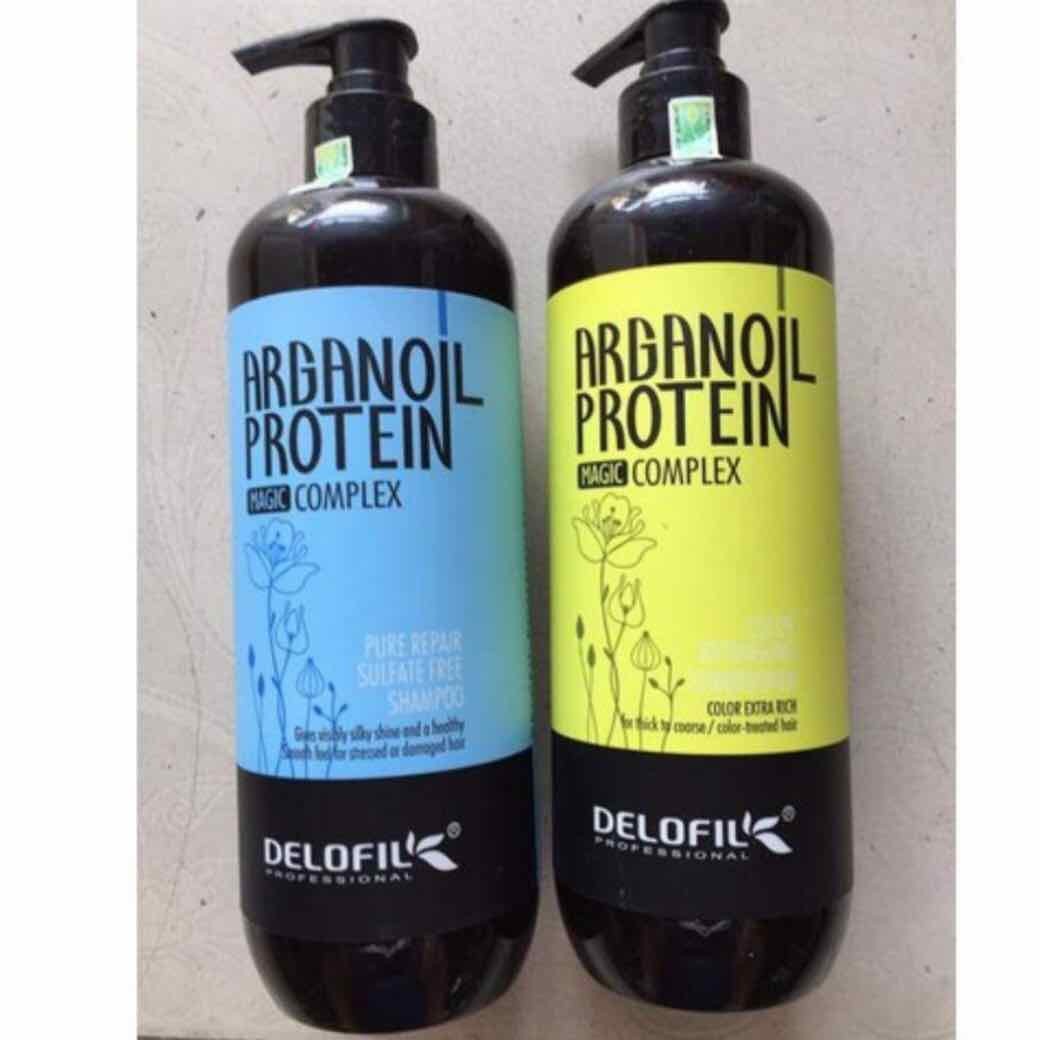 ARGANOIL
PROTEIN
MAGIC COMPLEX
PURE REPAIR
SULFATE FREE
SHAMPOO
Gives visibly silky shine and a healthy
Smooth feel for stressed or damaged hair
DELOFIL®
PROFESSIONAL
ARGANOIL
PROTEIN
MAGIC COMPLEX
COLOR EXTRA RICH
for thick to coarse / color-treated hair
DELOFIL®
PROFESSIONAL